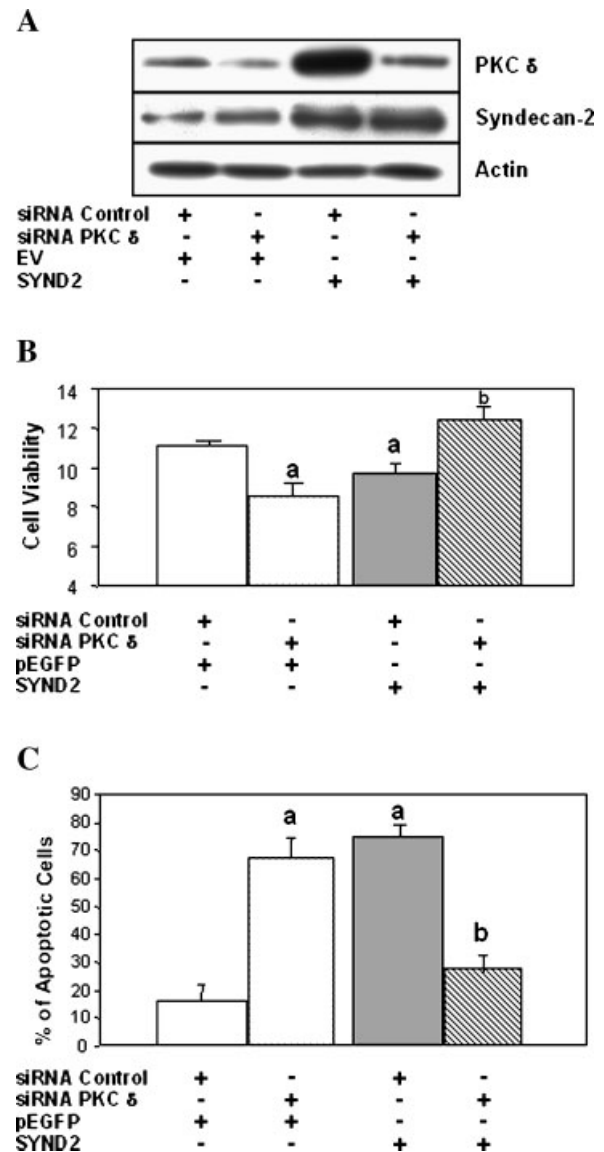 A
PKC δ
Syndecan-2
Actin
siRNA Control + - + -
siRNA PKC δ - + - +
EV + + - -
SYND2 - - + +
B
Cell Viability
14
12
10
8
6
4
a
a
b
siRNA Control + - + -
siRNA PKC δ - + - +
pEGFP + + - -
SYND2 - - + +
C
% of Apoptotic Cells
90
80
70
60
50
40
30
20
10
0
a
a
b
siRNA Control + - + -
siRNA PKC δ - + - +
pEGFP + + - -
SYND2 - - + +